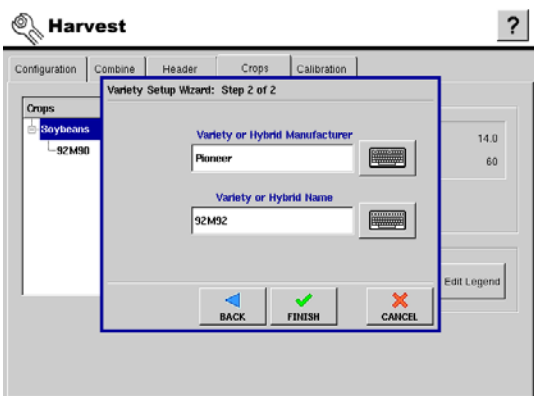 Harvest
?
Configuration Combine Header Crops Calibration
Variety Setup Wizard: Step 2 of 2
Crops
Soybeans
92M90
14.0
60
Variety or Hybrid Manufacturer
Pioneer
Variety or Hybrid Name
92M92
Edit Legend
BACK FINISH CANCEL